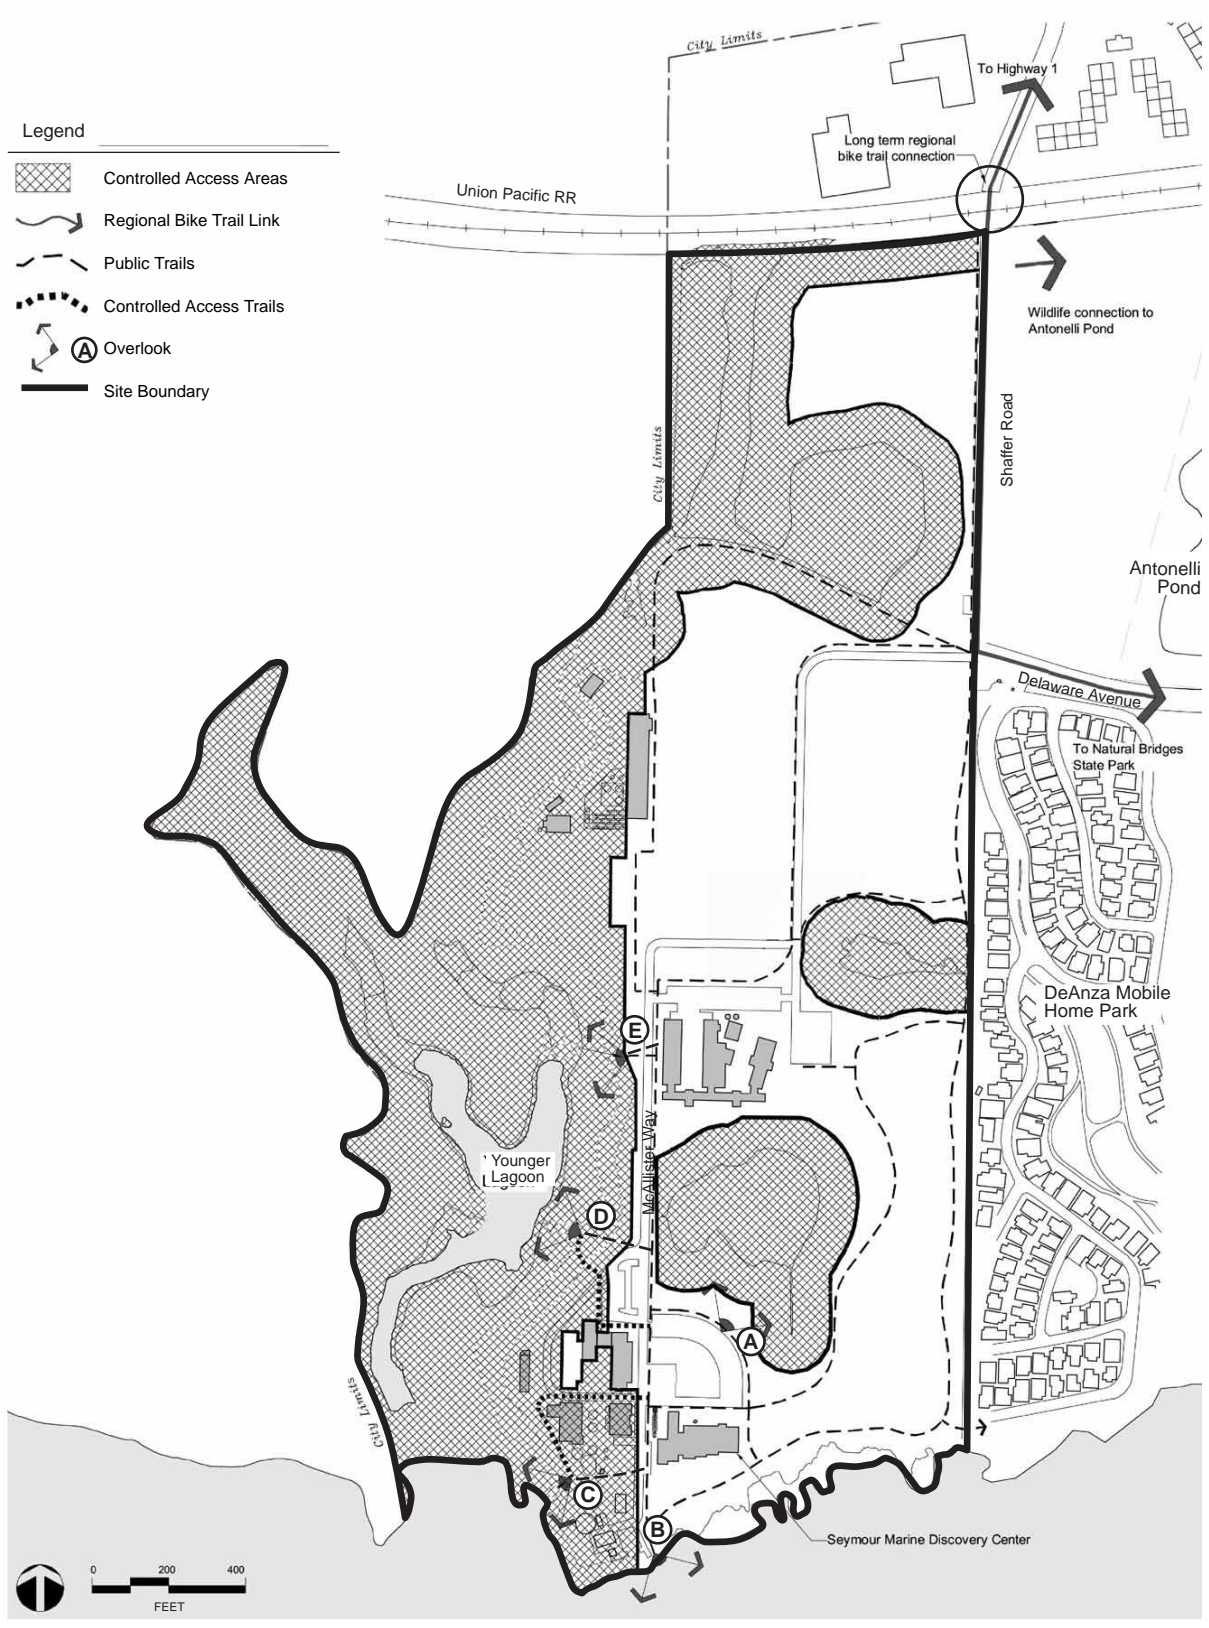 City Limits
To Highway 1
Legend
Long term regional
bike trail connection
Controlled Access Areas
Union Pacific RR
Regional Bike Trail Link
Public Trails
Controlled Access Trails
Wildlife connection to
Antonelli Pond
A Overlook
Site Boundary
Shaffer Road
City Limits
Antonelli
Pond
Delaware Avenue
To Natural Bridges
State Park
DeAnza Mobile
Home Park
E
McAllister Way
Younger
Lagoon
D
A
City Limits
C
B
Seymour Marine Discovery Center
0 200 400
FEET